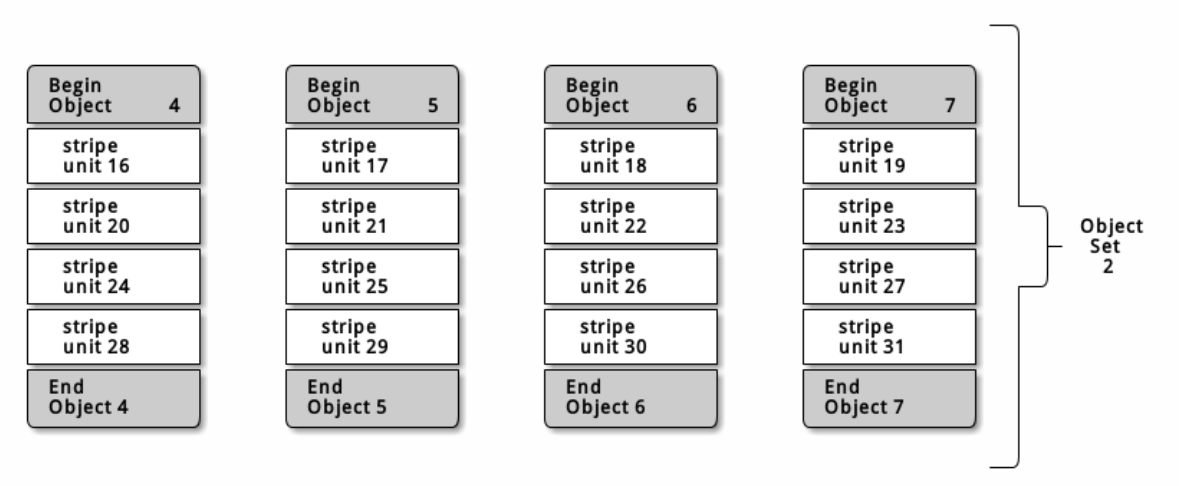 Begin
Object 4
stripe
unit 16
stripe
unit 20
stripe
unit 24
stripe
unit 28
End
Object 4
Begin
Object 5
stripe
unit 17
stripe
unit 21
stripe
unit 25
stripe
unit 29
End
Object 5
Begin
Object 6
stripe
unit 18
stripe
unit 22
stripe
unit 26
stripe
unit 30
End
Object 6
Begin
Object 7
stripe
unit 19
stripe
unit 23
stripe
unit 27
stripe
unit 31
End
Object 7
Object
Set
2